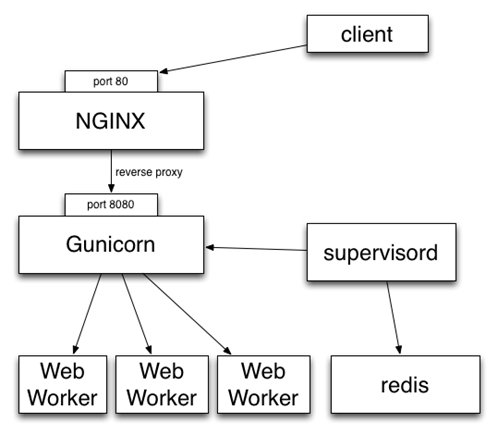 client
port 80
NGINX
reverse proxy
port 8080
Gunicorn
supervisord
Web
Worker
Web
Worker
Web
Worker
redis